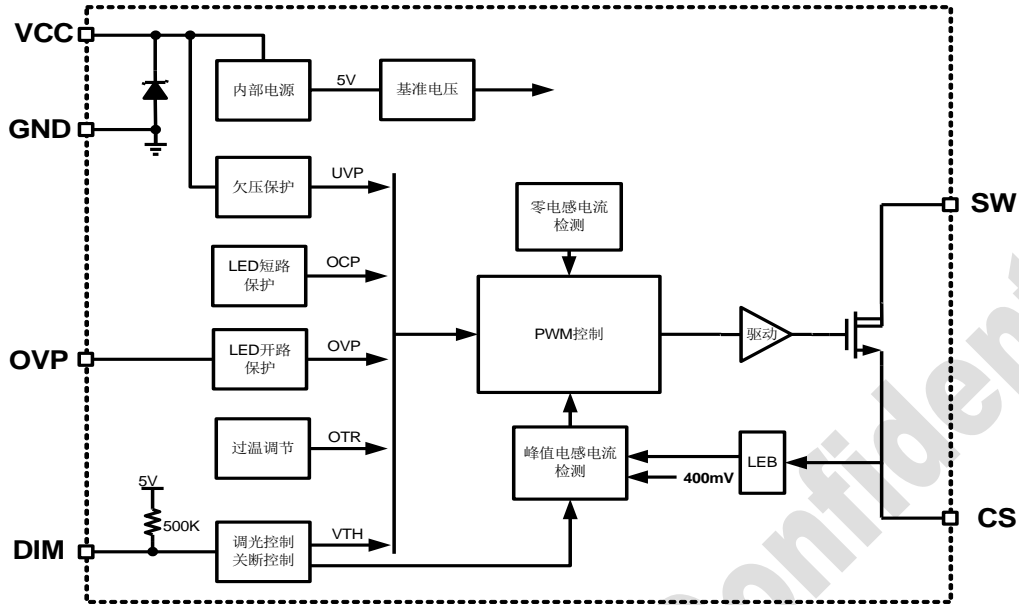 VCC
内部电源
5V
基准电压
GND
欠压保护
UVP
零电感电流
检测
SW
LED短路
保护
OCP
PWM控制
驱动
OVP
LED开路
保护
OVP
过温调节
OTR
峰值电感电流
检测
400mV
LEB
5V
500K
DIM
调光控制
关断控制
VTH
CS
Confident